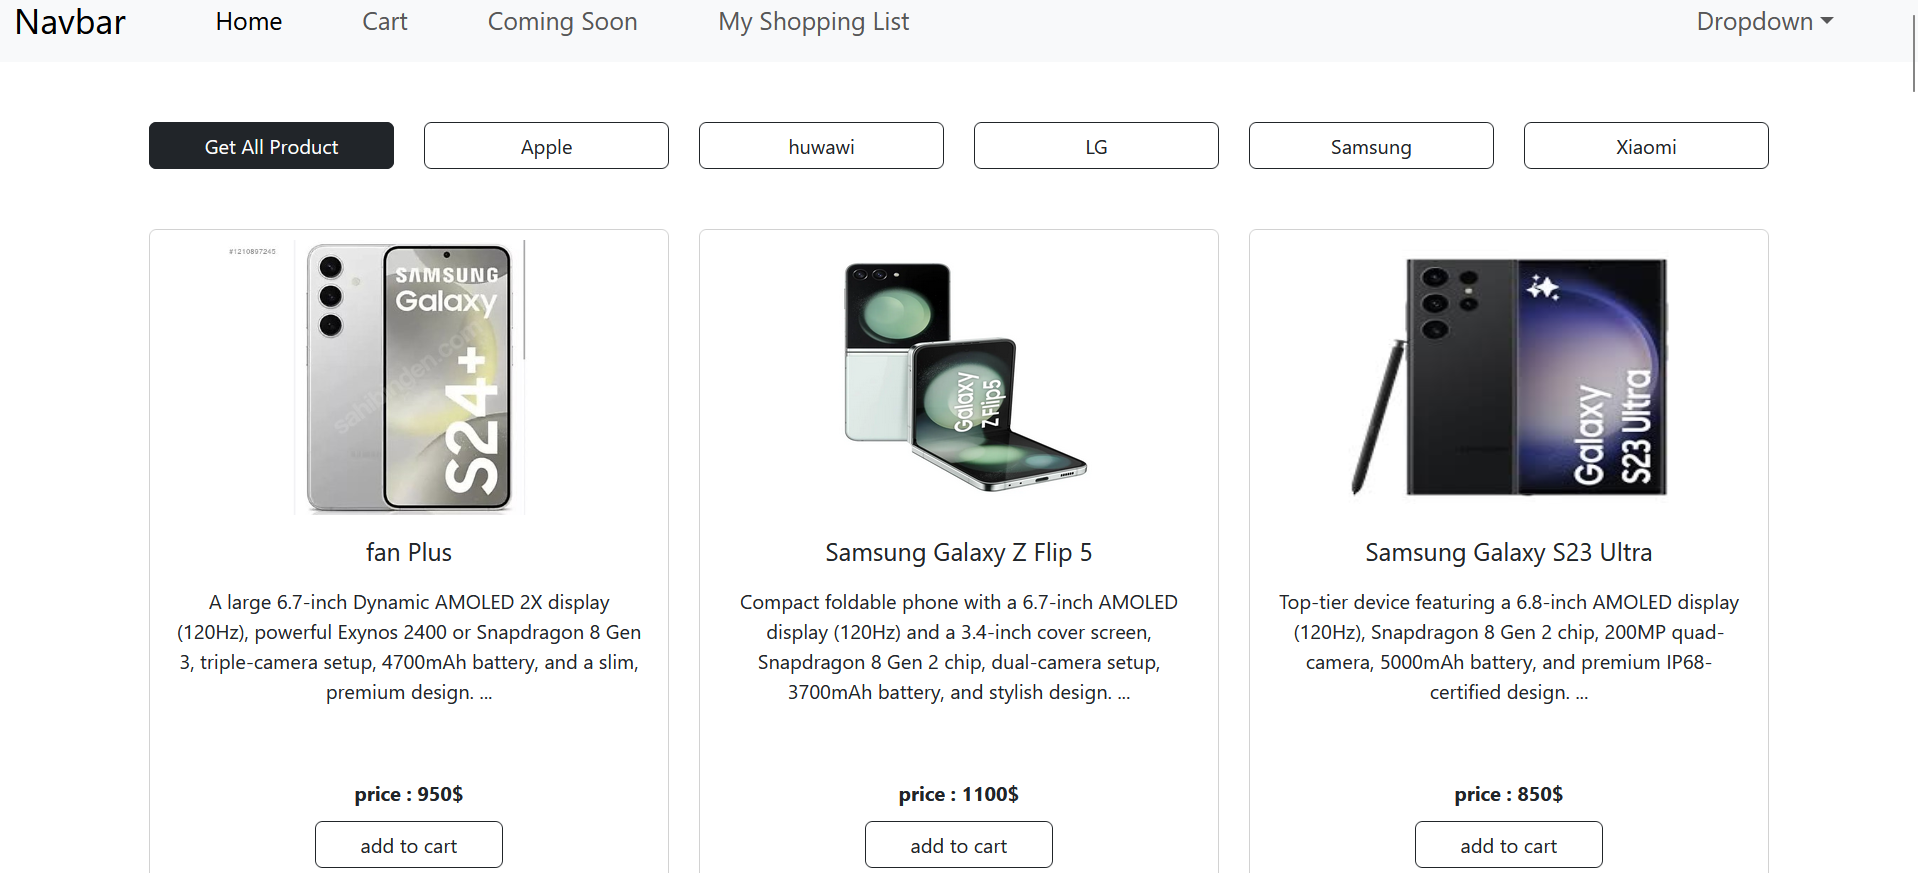 Navbar Home Cart Coming Soon My Shopping List Dropdown
Get All Product Apple huwawi LG Samsung Xiaomi
#1210897245
SAMSUNG
Galaxy
S24+
sahibinden.com
Galaxy
Z Flip5
Galaxy
S23 Ultra
fan Plus
A large 6.7-inch Dynamic AMOLED 2X display
(120Hz), powerful Exynos 2400 or Snapdragon 8 Gen
3, triple-camera setup, 4700mAh battery, and a slim,
premium design. ...
price : 950$
add to cart
Samsung Galaxy Z Flip 5
Compact foldable phone with a 6.7-inch AMOLED
display (120Hz) and a 3.4-inch cover screen,
Snapdragon 8 Gen 2 chip, dual-camera setup,
3700mAh battery, and stylish design. ...
price : 1100$
add to cart
Samsung Galaxy S23 Ultra
Top-tier device featuring a 6.8-inch AMOLED display
(120Hz), Snapdragon 8 Gen 2 chip, 200MP quad-
camera, 5000mAh battery, and premium IP68-
certified design. ...
price : 850$
add to cart